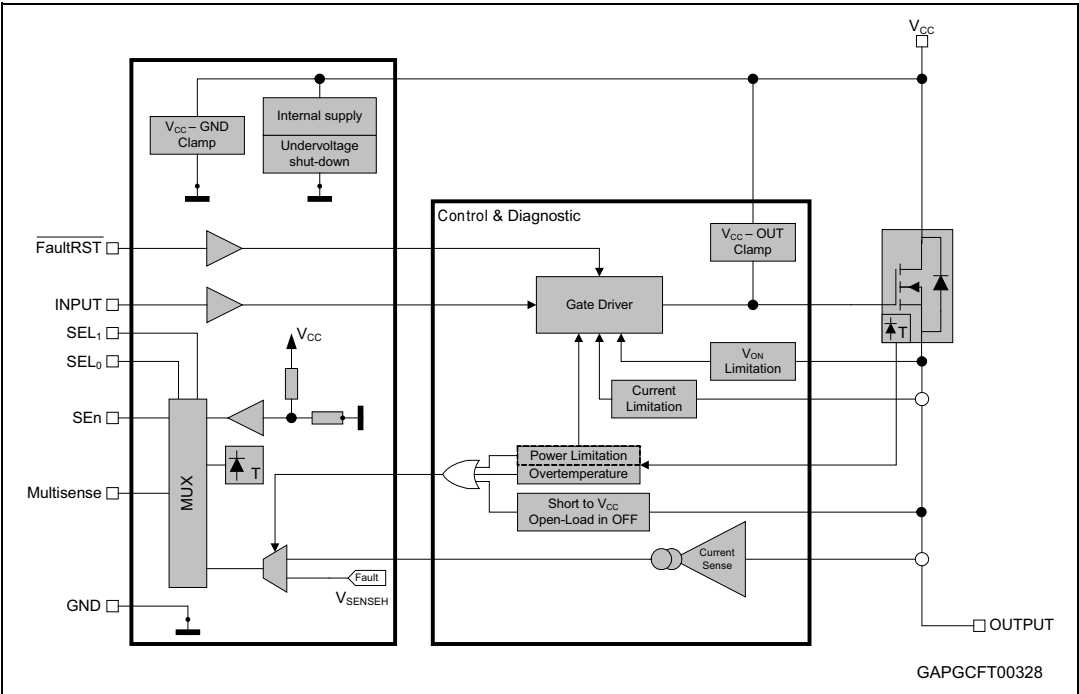 VCC
Internal supply
VCC – GND
Clamp
Undervoltage
shut-down
Control & Diagnostic
FaultRST
VCC – OUT
Clamp
INPUT
Gate Driver
SEL1
VCC
T
SEL0
VON
Limitation
Current
Limitation
SEn
Power Limitation
T
Overtemperature
Multisense
MUX
Short to VCC
Open-Load in OFF
Current
Sense
Fault
VSENSEH
GND
OUTPUT
GAPGCFT00328